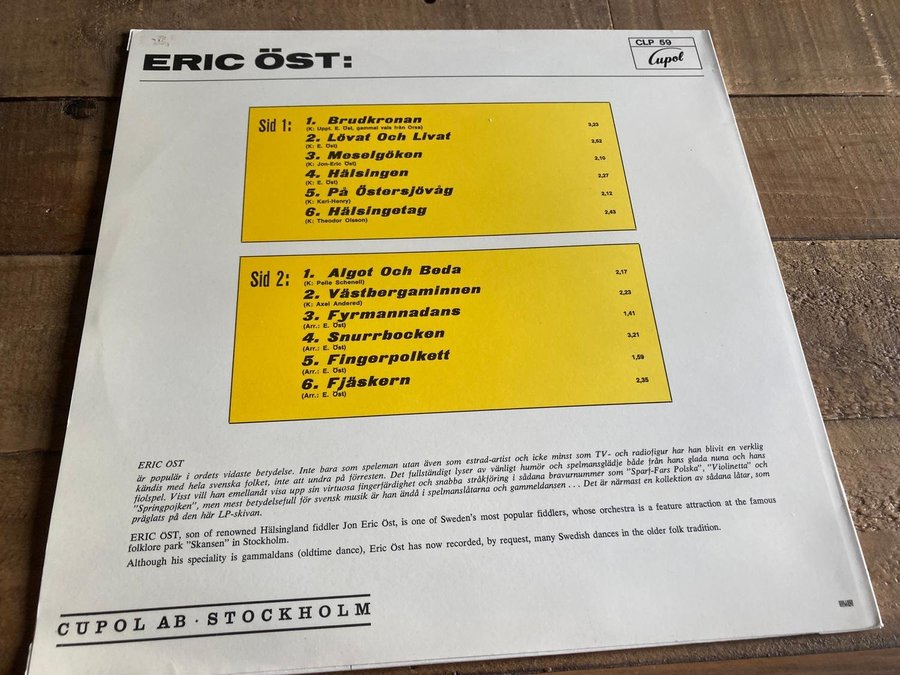 ERIC ÖST:
CLP 59
Cupol
Sid 1:
1. Brudkronan 3,23
(K: Uppt. E. Öst, gammal vals från Orsa)
2. Lövat Och Livat 2,52
(K: E. Öst)
3. Meselgöken 2,10
(K: Jon-Eric Öst)
4. Hälsingen 2,27
(K: E. Öst)
5. På Östersjövåg 2,12
(K: Karl-Henry)
6. Hälsingetag 2,43
(K: Theodor Olsson)
Sid 2:
1. Algot Och Beda 2,17
(K: Pelle Schenell)
2. Västbergaminnen 2,23
(K: Axel Andered)
3. Fyrmannadans 1,41
(Arr.: E. Öst)
4. Snurrbocken 3,21
(Arr.: E. Öst)
5. Fingerpolkett 1,59
(Arr.: E. Öst)
6. Fjäskern 2,35
(Arr.: E. Öst)
ERIC ÖST
är populär i ordets vidaste betydelse. Inte bara som speleman utan även som estrad-artist och icke minst som TV- och radiofigur har han blivit en verklig
kändis med hela svenska folket, inte att undra på förresten. Det fullständigt lyser av vänligt humör och spelmansglädje både från hans glada nuna och hans
fiolspel. Visst vill han emellanåt visa upp sin virtuosa fingerfärdighet och snabba stråkföring i sådana bravurnummer som "Sparf-Fars Polska", "Violinetta" och
"Springpojken", men mest betydelsefull för svensk musik är han ändå i spelmanslåtarna och gammeldansen . . . Det är närmast en kollektion av sådana låtar, som
präglats på den här LP-skivan.
ERIC ÖST, son of renowned Hälsingland fiddler Jon Eric Öst, is one of Sweden's most popular fiddlers, whose orchestra is a feature attraction at the famous
folklore park "Skansen" in Stockholm.
Although his speciality is gammaldans (oldtime dance), Eric Öst has now recorded, by request, many Swedish dances in the older folk tradition.
CUPOL AB · STOCKHOLM